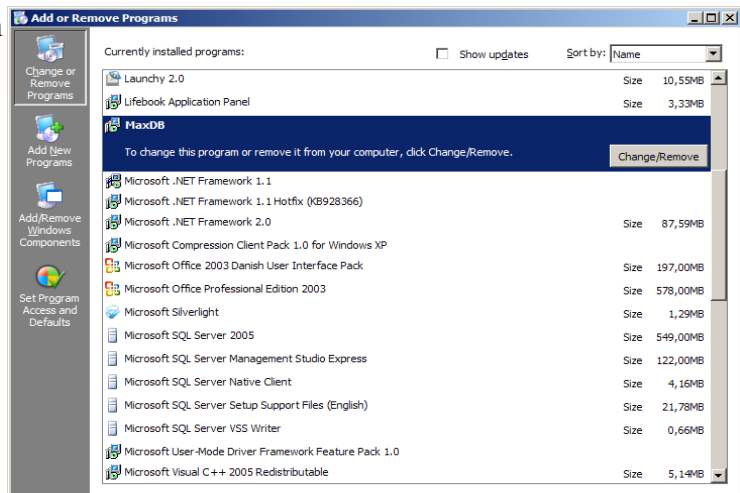 Add or Remove Programs
Change or
Remove
Programs
Add New
Programs
Add/Remove
Windows
Components
Set Program
Access and
Defaults
Currently installed programs:
Show updates
Sort by: Name
Launchy 2.0 Size 10,55MB
Lifebook Application Panel Size 3,33MB
MaxDB
To change this program or remove it from your computer, click Change/Remove.
Change/Remove
Microsoft .NET Framework 1.1
Microsoft .NET Framework 1.1 Hotfix (KB928366)
Microsoft .NET Framework 2.0 Size 87,59MB
Microsoft Compression Client Pack 1.0 for Windows XP
Microsoft Office 2003 Danish User Interface Pack Size 197,00MB
Microsoft Office Professional Edition 2003 Size 578,00MB
Microsoft Silverlight Size 1,29MB
Microsoft SQL Server 2005 Size 549,00MB
Microsoft SQL Server Management Studio Express Size 122,00MB
Microsoft SQL Server Native Client Size 4,16MB
Microsoft SQL Server Setup Support Files (English) Size 21,78MB
Microsoft SQL Server VSS Writer Size 0,66MB
Microsoft User-Mode Driver Framework Feature Pack 1.0
Microsoft Visual C++ 2005 Redistributable Size 5,14MB